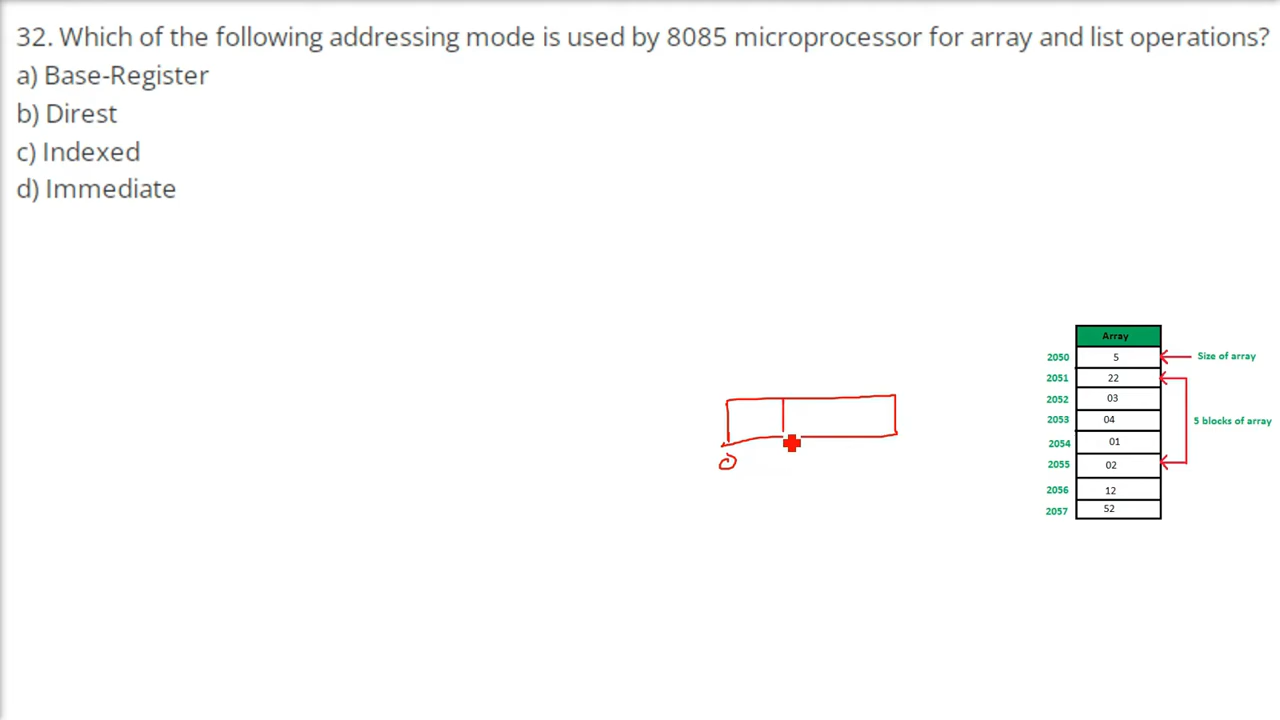 32. Which of the following addressing mode is used by 8085 microprocessor for array and list operations?
a) Base-Register
b) Direst
c) Indexed
d) Immediate
Array
2050 5 Size of array
2051 22
2052 03
2053 04 5 blocks of array
2054 01
2055 02
2056 12
2057 52
0